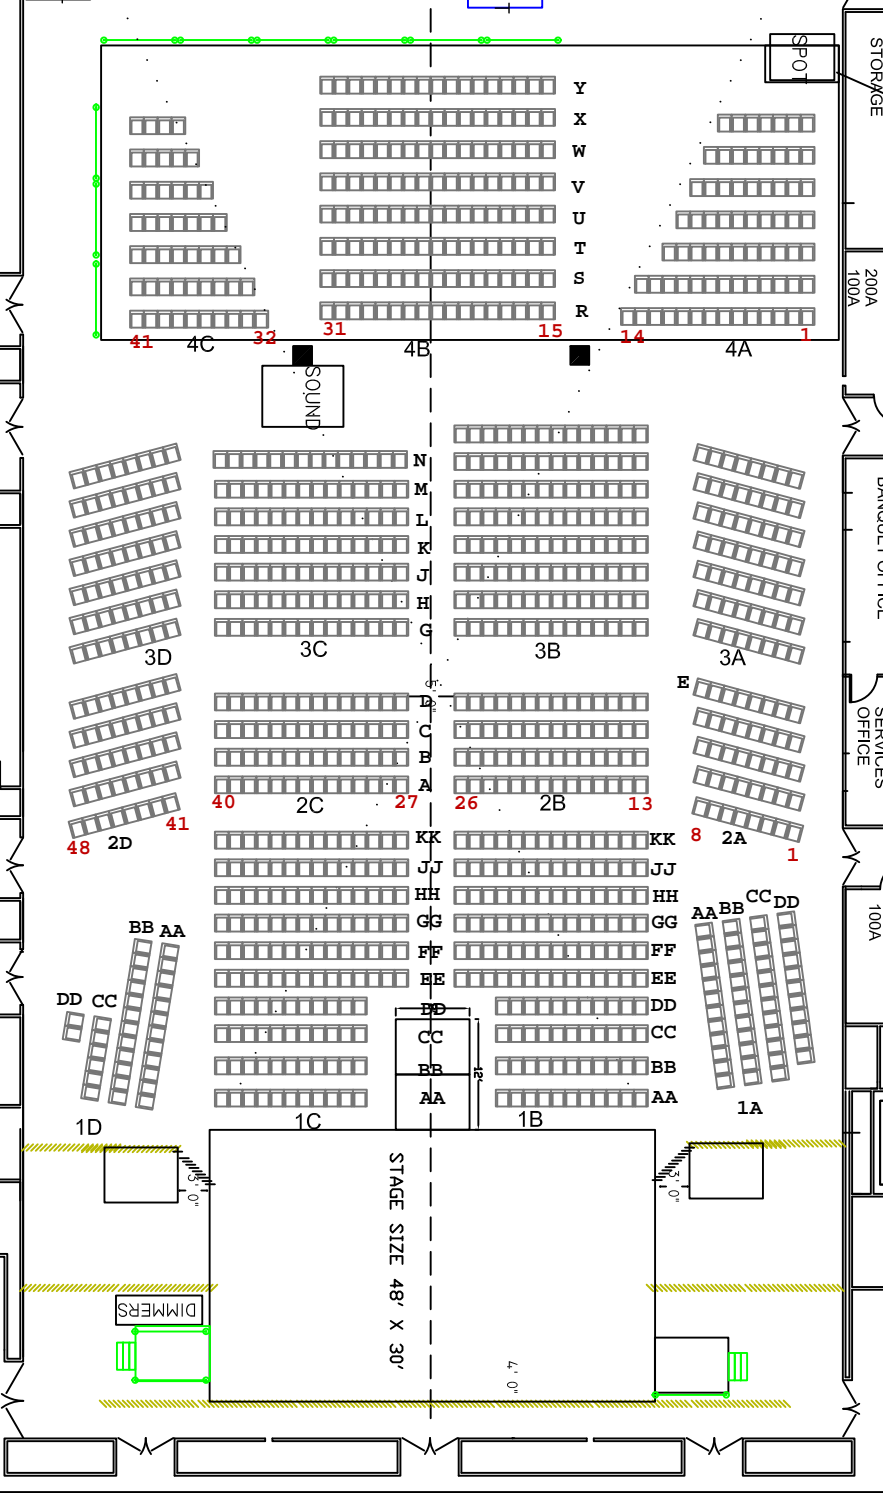 SPOT
STORAGE
Y
X
W
V
U
T
S
R
200A
100A
41
4C
32
31
4B
15
14
4A
1
SOUND
N
M
L
K
J
H
G
BANQUET OFFICE
3D
3C
3B
3A
E
D
C
B
A
SERVICES
OFFICE
48
2D
41
40
2C
27
26
2B
13
8
2A
1
KK KK
JJ JJ
HH HH
GG GG
FF FF
EE EE
DD DD
CC CC
BB BB
AA AA
BB AA
DD CC
AA BB CC DD
100A
12'
1D
1C
1B
1A
3' 0"
3' 0"
STAGE SIZE 48' X 30'
DIMMERS
4' 0"